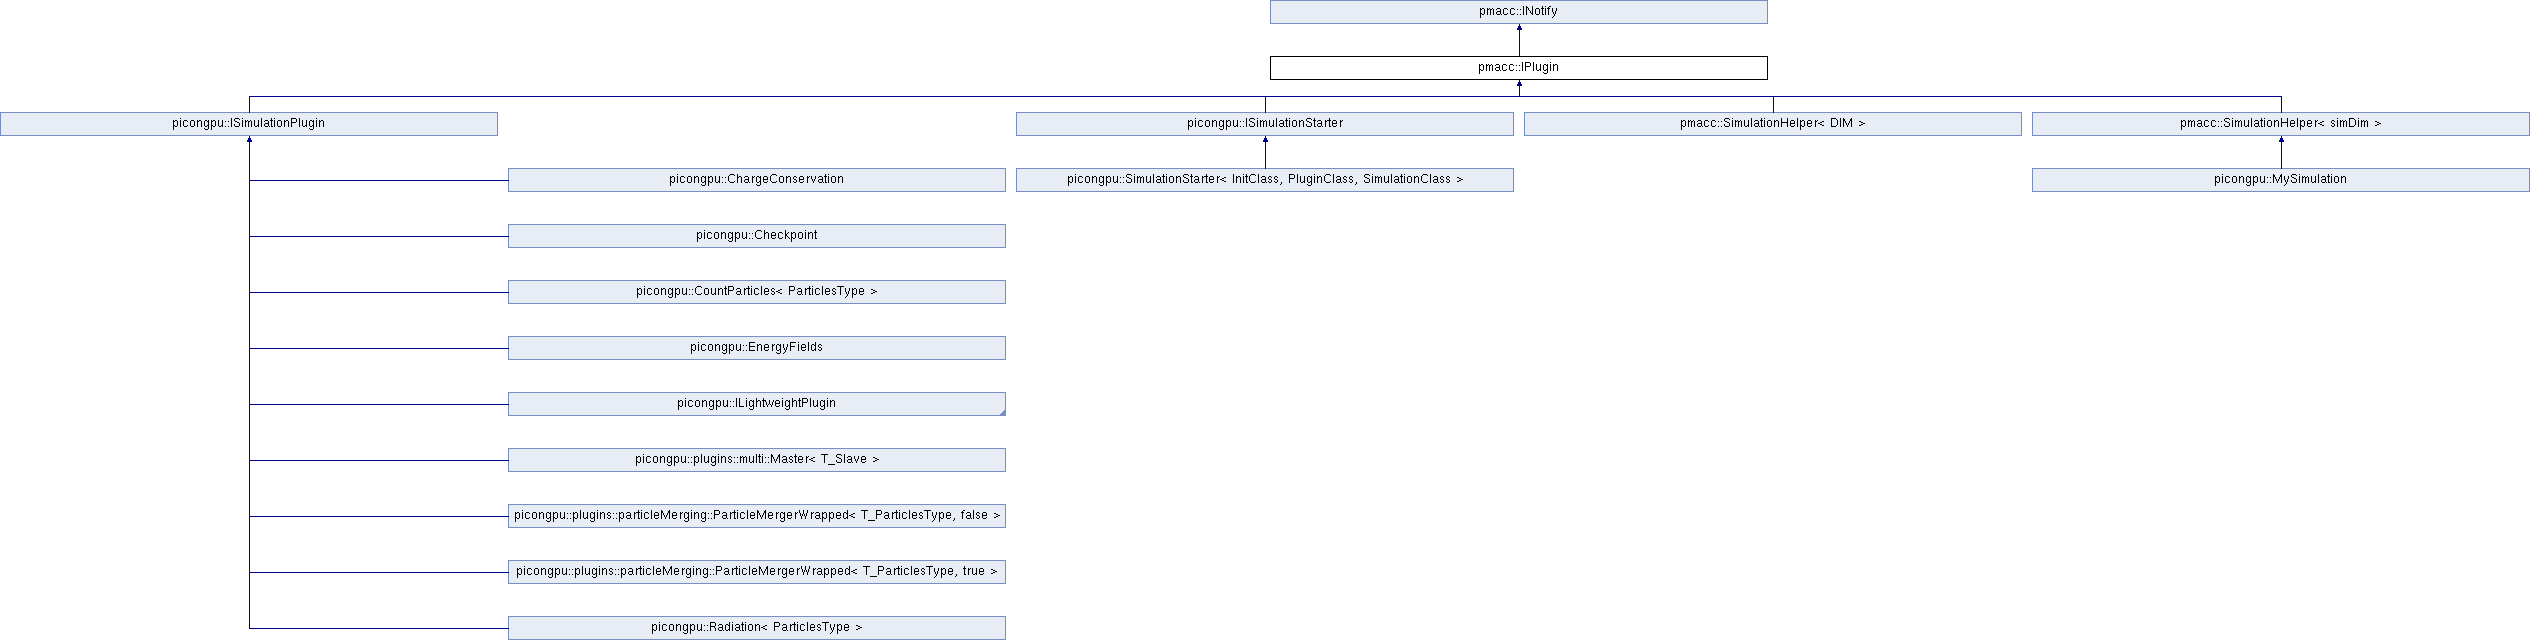 pmacc::INotify
pmacc::IPlugin
picongpu::ISimulationPlugin
picongpu::ISimulationStarter
pmacc::SimulationHelper< DIM >
pmacc::SimulationHelper< simDim >
picongpu::ChargeConservation
picongpu::SimulationStarter< InitClass, PluginClass, SimulationClass >
picongpu::MySimulation
picongpu::Checkpoint
picongpu::CountParticles< ParticlesType >
picongpu::EnergyFields
picongpu::ILightweightPlugin
picongpu::plugins::multi::Master< T_Slave >
picongpu::plugins::particleMerging::ParticleMergerWrapped< T_ParticlesType, false >
picongpu::plugins::particleMerging::ParticleMergerWrapped< T_ParticlesType, true >
picongpu::Radiation< ParticlesType >